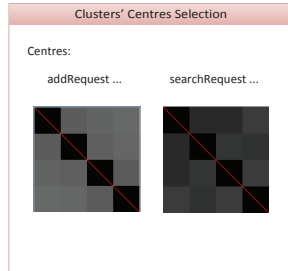 Clusters’ Centres Selection
Centres:
addRequest ... searchRequest ...